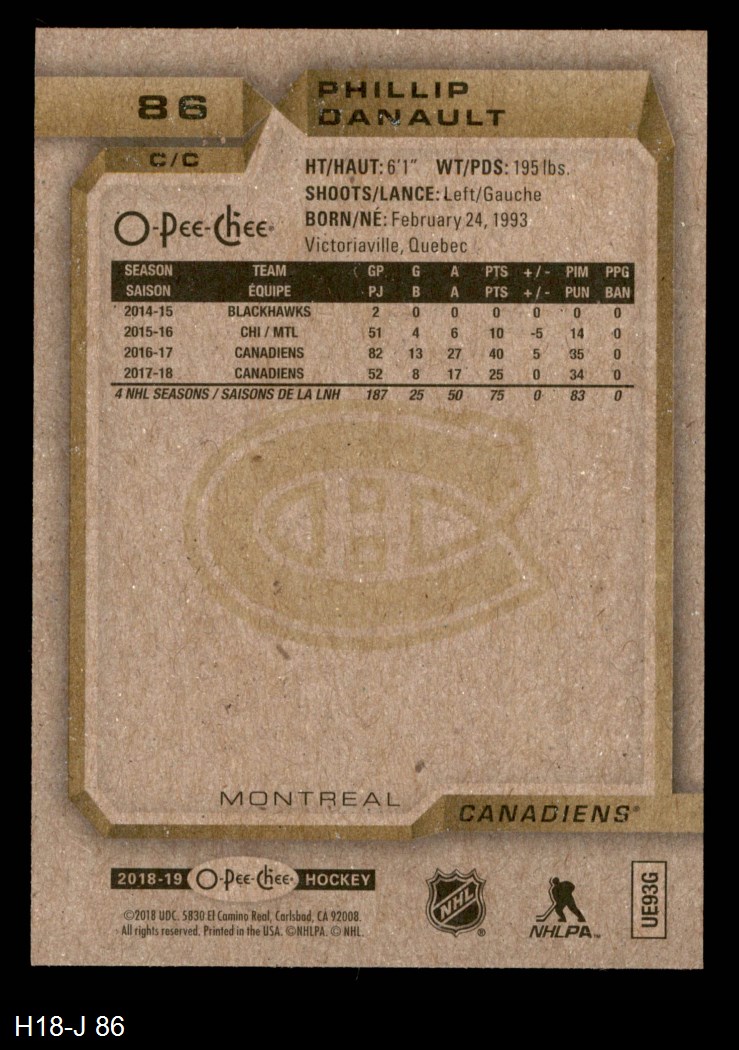 86
PHILLIP
DANAULT
C/C
HT/HAUT: 6'1" WT/PDS: 195 lbs.
SHOOTS/LANCE: Left/Gauche
BORN/NÉ: February 24, 1993
Victoriaville, Quebec
O-Pee-Chee
SEASON TEAM GP G A PTS +/- PIM PPG
SAISON ÉQUIPE PJ B A PTS +/- PUN BAN
2014-15 BLACKHAWKS 2 0 0 0 0 0 0
2015-16 CHI / MTL 51 4 6 10 -5 14 0
2016-17 CANADIENS 82 13 27 40 5 35 0
2017-18 CANADIENS 52 8 17 25 0 34 0
4 NHL SEASONS / SAISONS DE LA LNH 187 25 50 75 0 83 0
MONTREAL
CANADIENS®
2018-19 O-Pee-Chee HOCKEY
©2018 UDC. 5830 El Camino Real, Carlsbad, CA 92008.
All rights reserved. Printed in the USA. ©NHLPA. © NHL.
NHL ®
NHLPA™
UE93G
H18-J 86